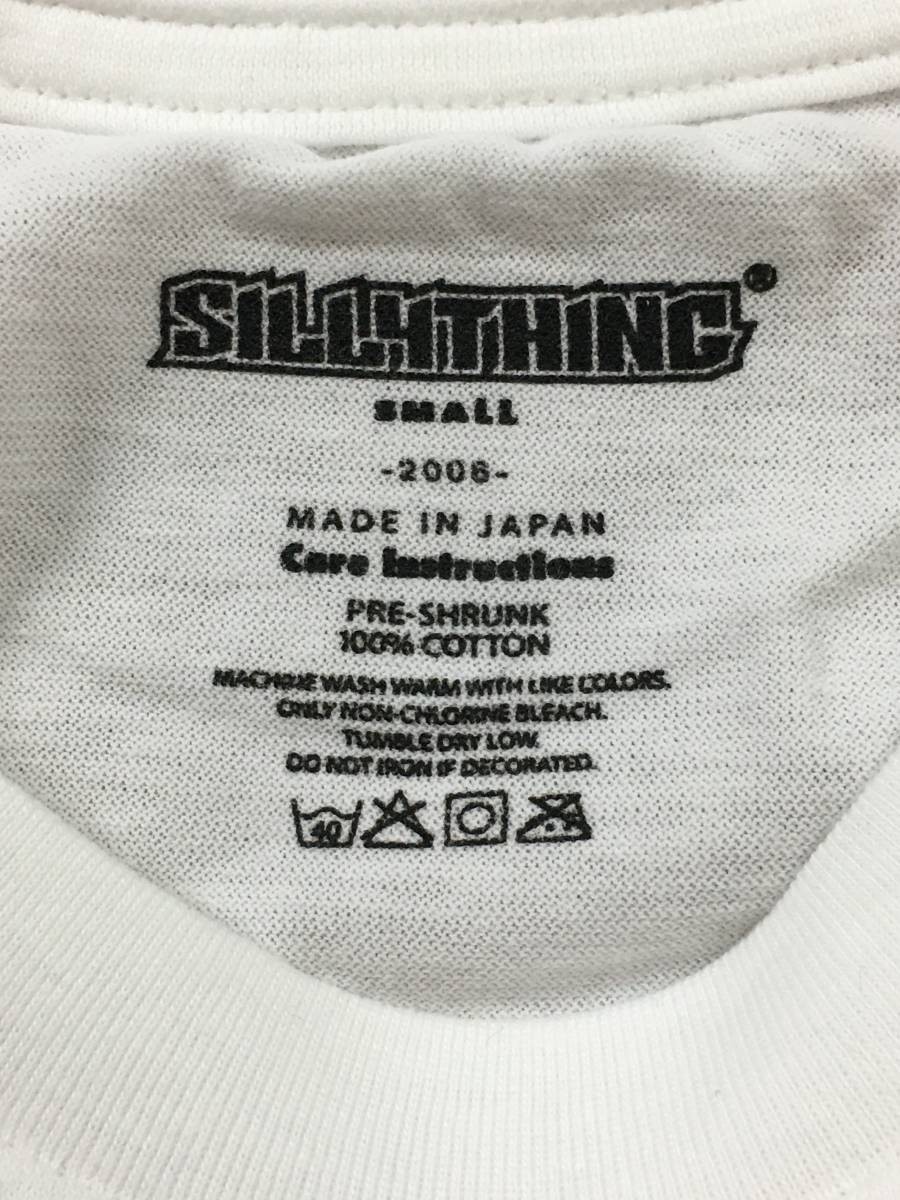 SILLYTHING®
SMALL
-2006-
MADE IN JAPAN
Care Instructions
PRE-SHRUNK
100% COTTON
MACHINE WASH WARM WITH LIKE COLORS.
ONLY NON-CHLORINE BLEACH.
TUMBLE DRY LOW.
DO NOT IRON IF DECORATED.
40